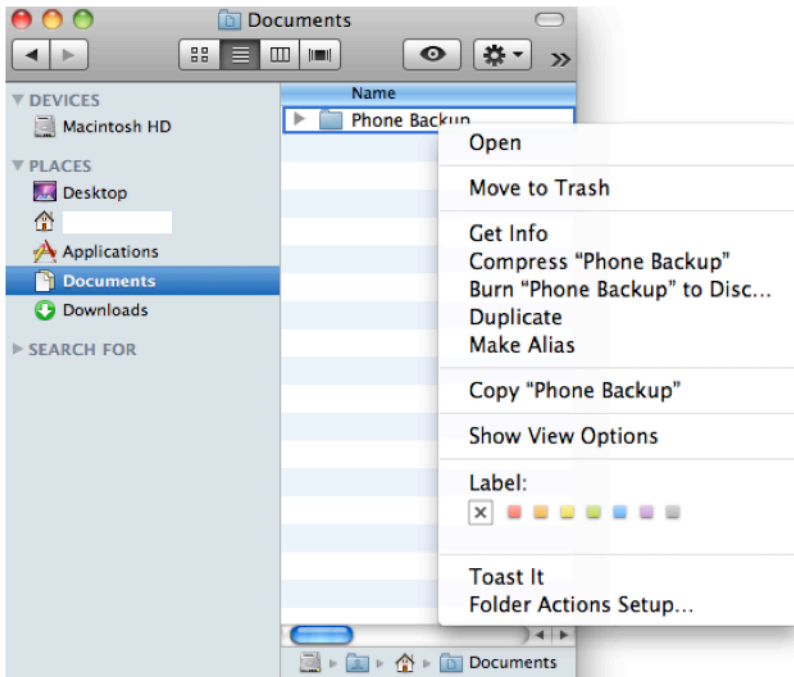 Documents
Name
DEVICES
Macintosh HD
PLACES
Desktop
Applications
Documents
Downloads
SEARCH FOR
Phone Backup
Open
Move to Trash
Get Info
Compress “Phone Backup”
Burn “Phone Backup” to Disc...
Duplicate
Make Alias
Copy “Phone Backup”
Show View Options
Label:
Toast It
Folder Actions Setup...
Documents